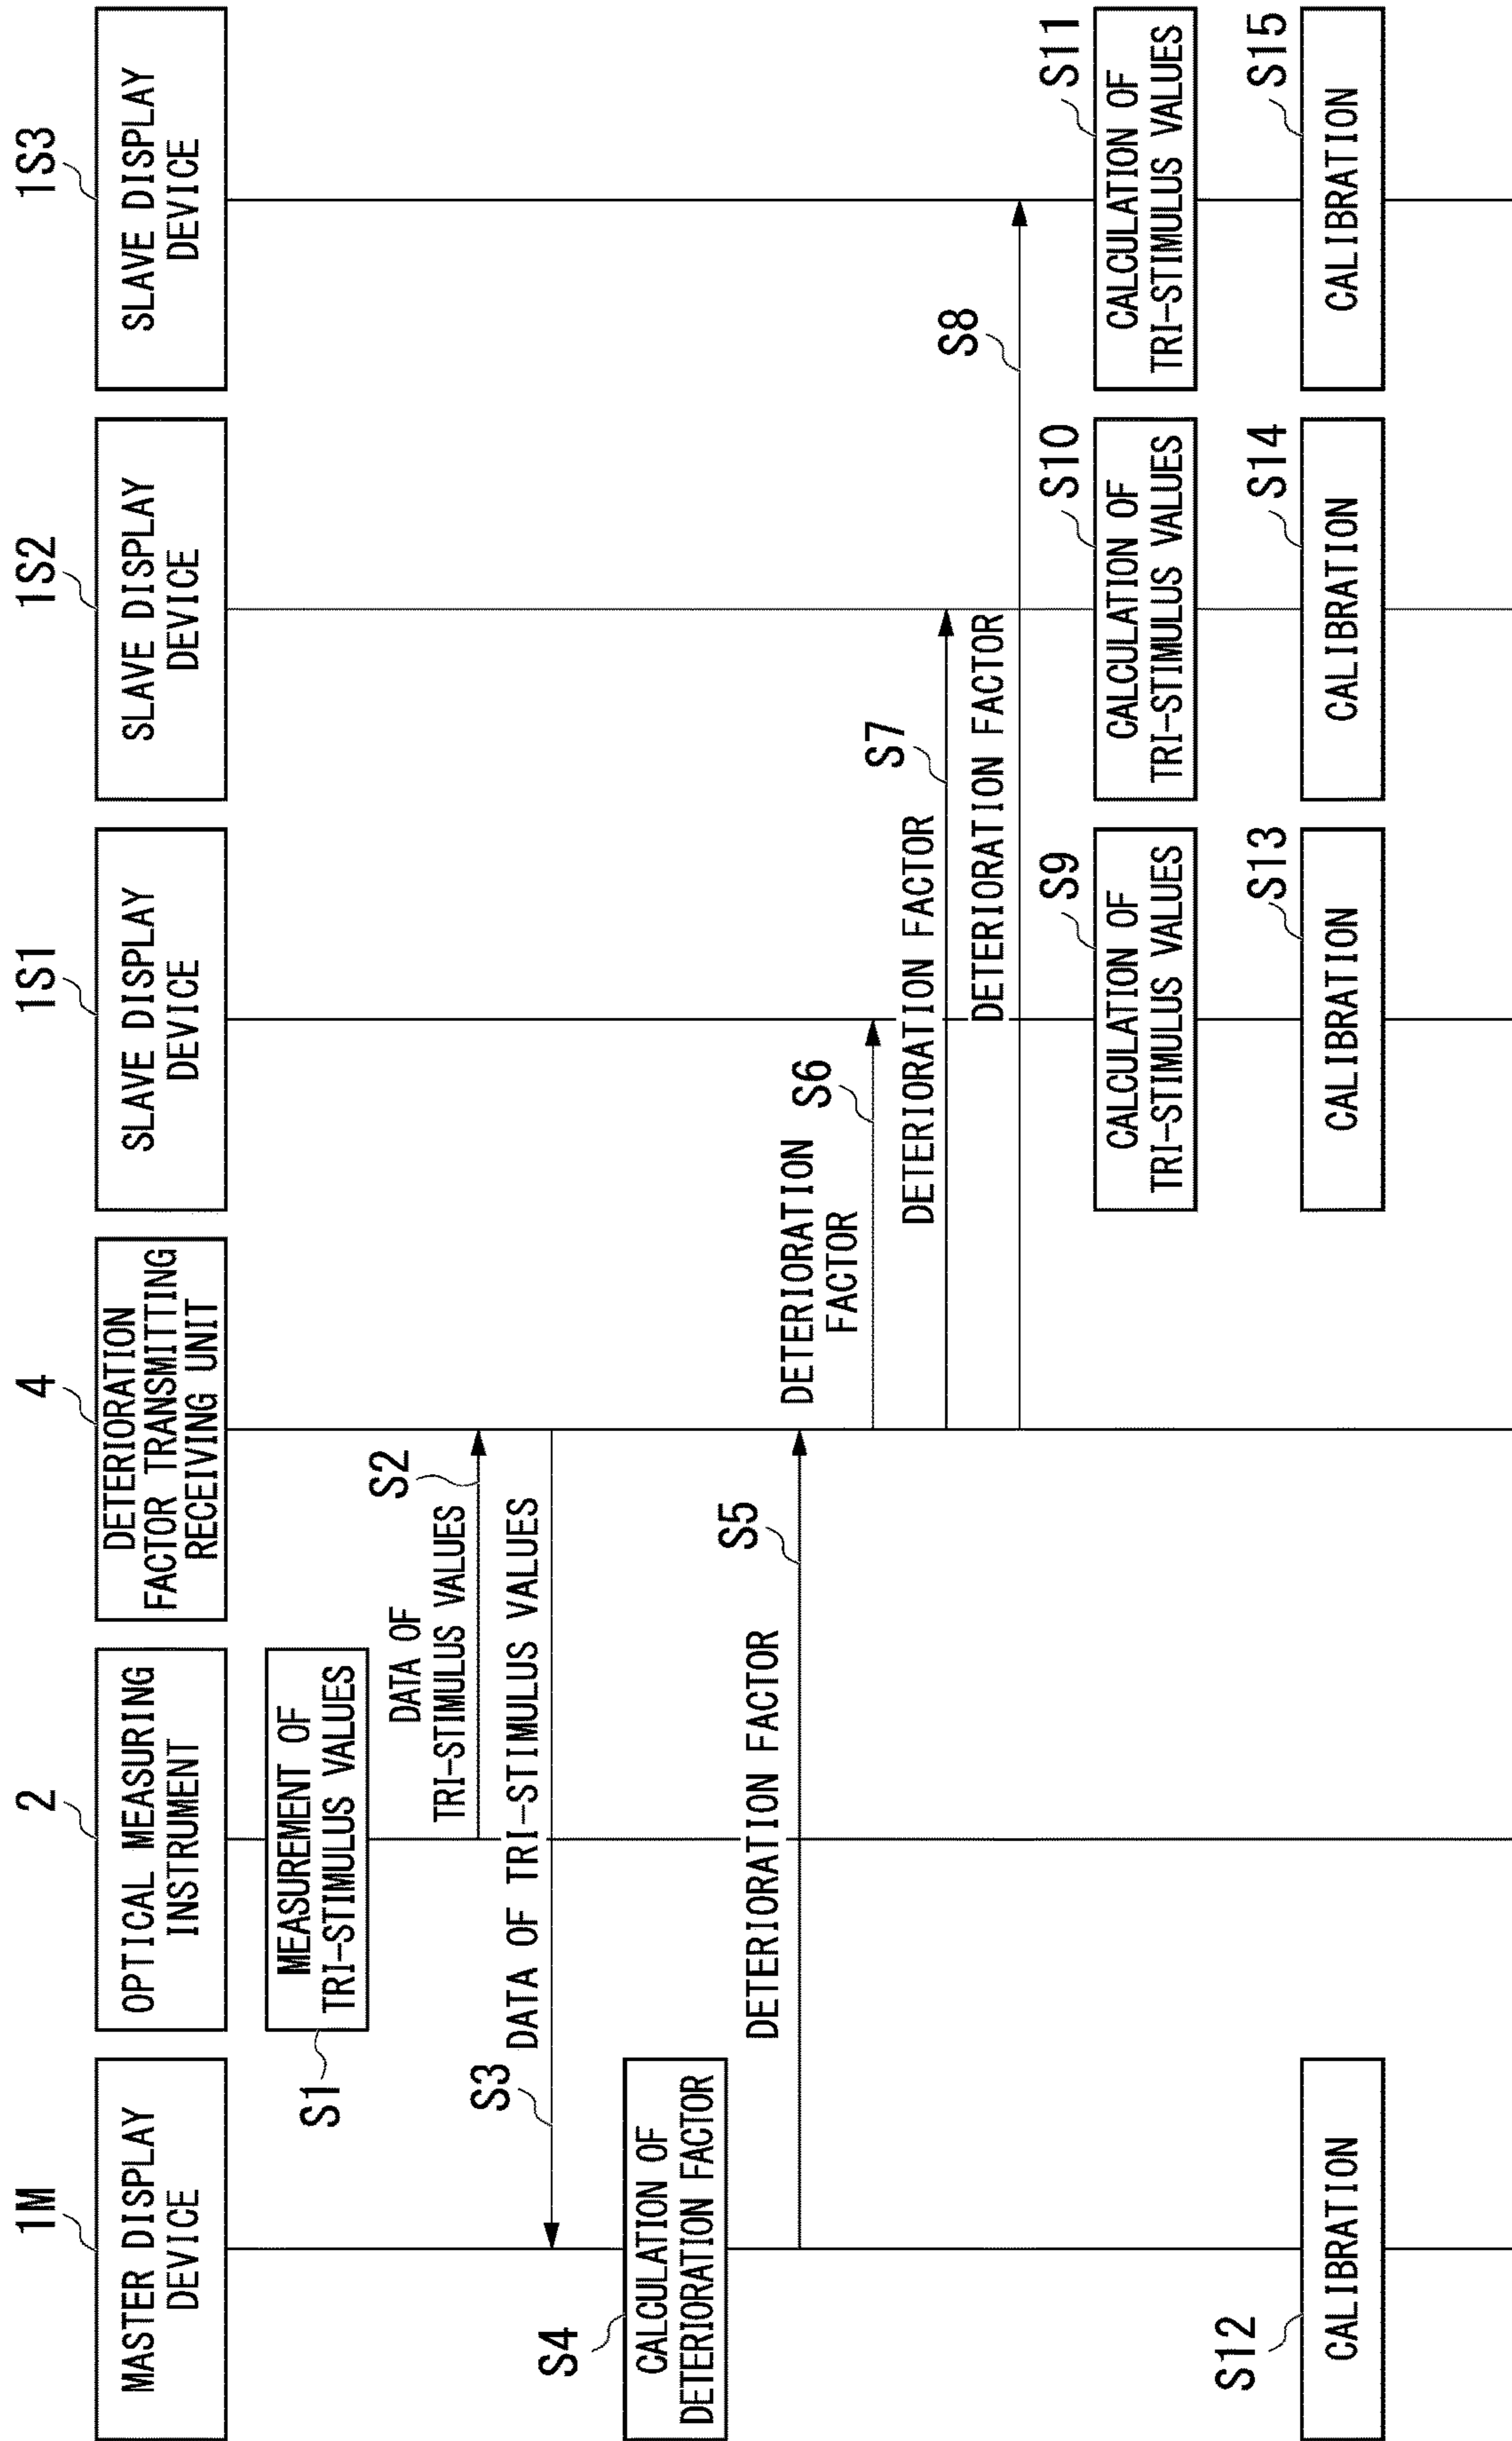 1M
MASTER DISPLAY
DEVICE
2
OPTICAL MEASURING
INSTRUMENT
4
DETERIORATION
FACTOR TRANSMITTING
RECEIVING UNIT
1S1
SLAVE DISPLAY
DEVICE
1S2
SLAVE DISPLAY
DEVICE
1S3
SLAVE DISPLAY
DEVICE
S1
MEASUREMENT OF
TRI-STIMULUS VALUES
DATA OF
TRI-STIMULUS VALUES
S2
S3
DATA OF TRI-STIMULUS VALUES
S4
CALCULATION OF
DETERIORATION FACTOR
DETERIORATION FACTOR
S5
DETERIORATION
FACTOR
S6
DETERIORATION FACTOR
S7
DETERIORATION FACTOR
S8
S9
CALCULATION OF
TRI-STIMULUS VALUES
S10
CALCULATION OF
TRI-STIMULUS VALUES
S11
CALCULATION OF
TRI-STIMULUS VALUES
S12
CALIBRATION
S13
CALIBRATION
S14
CALIBRATION
S15
CALIBRATION